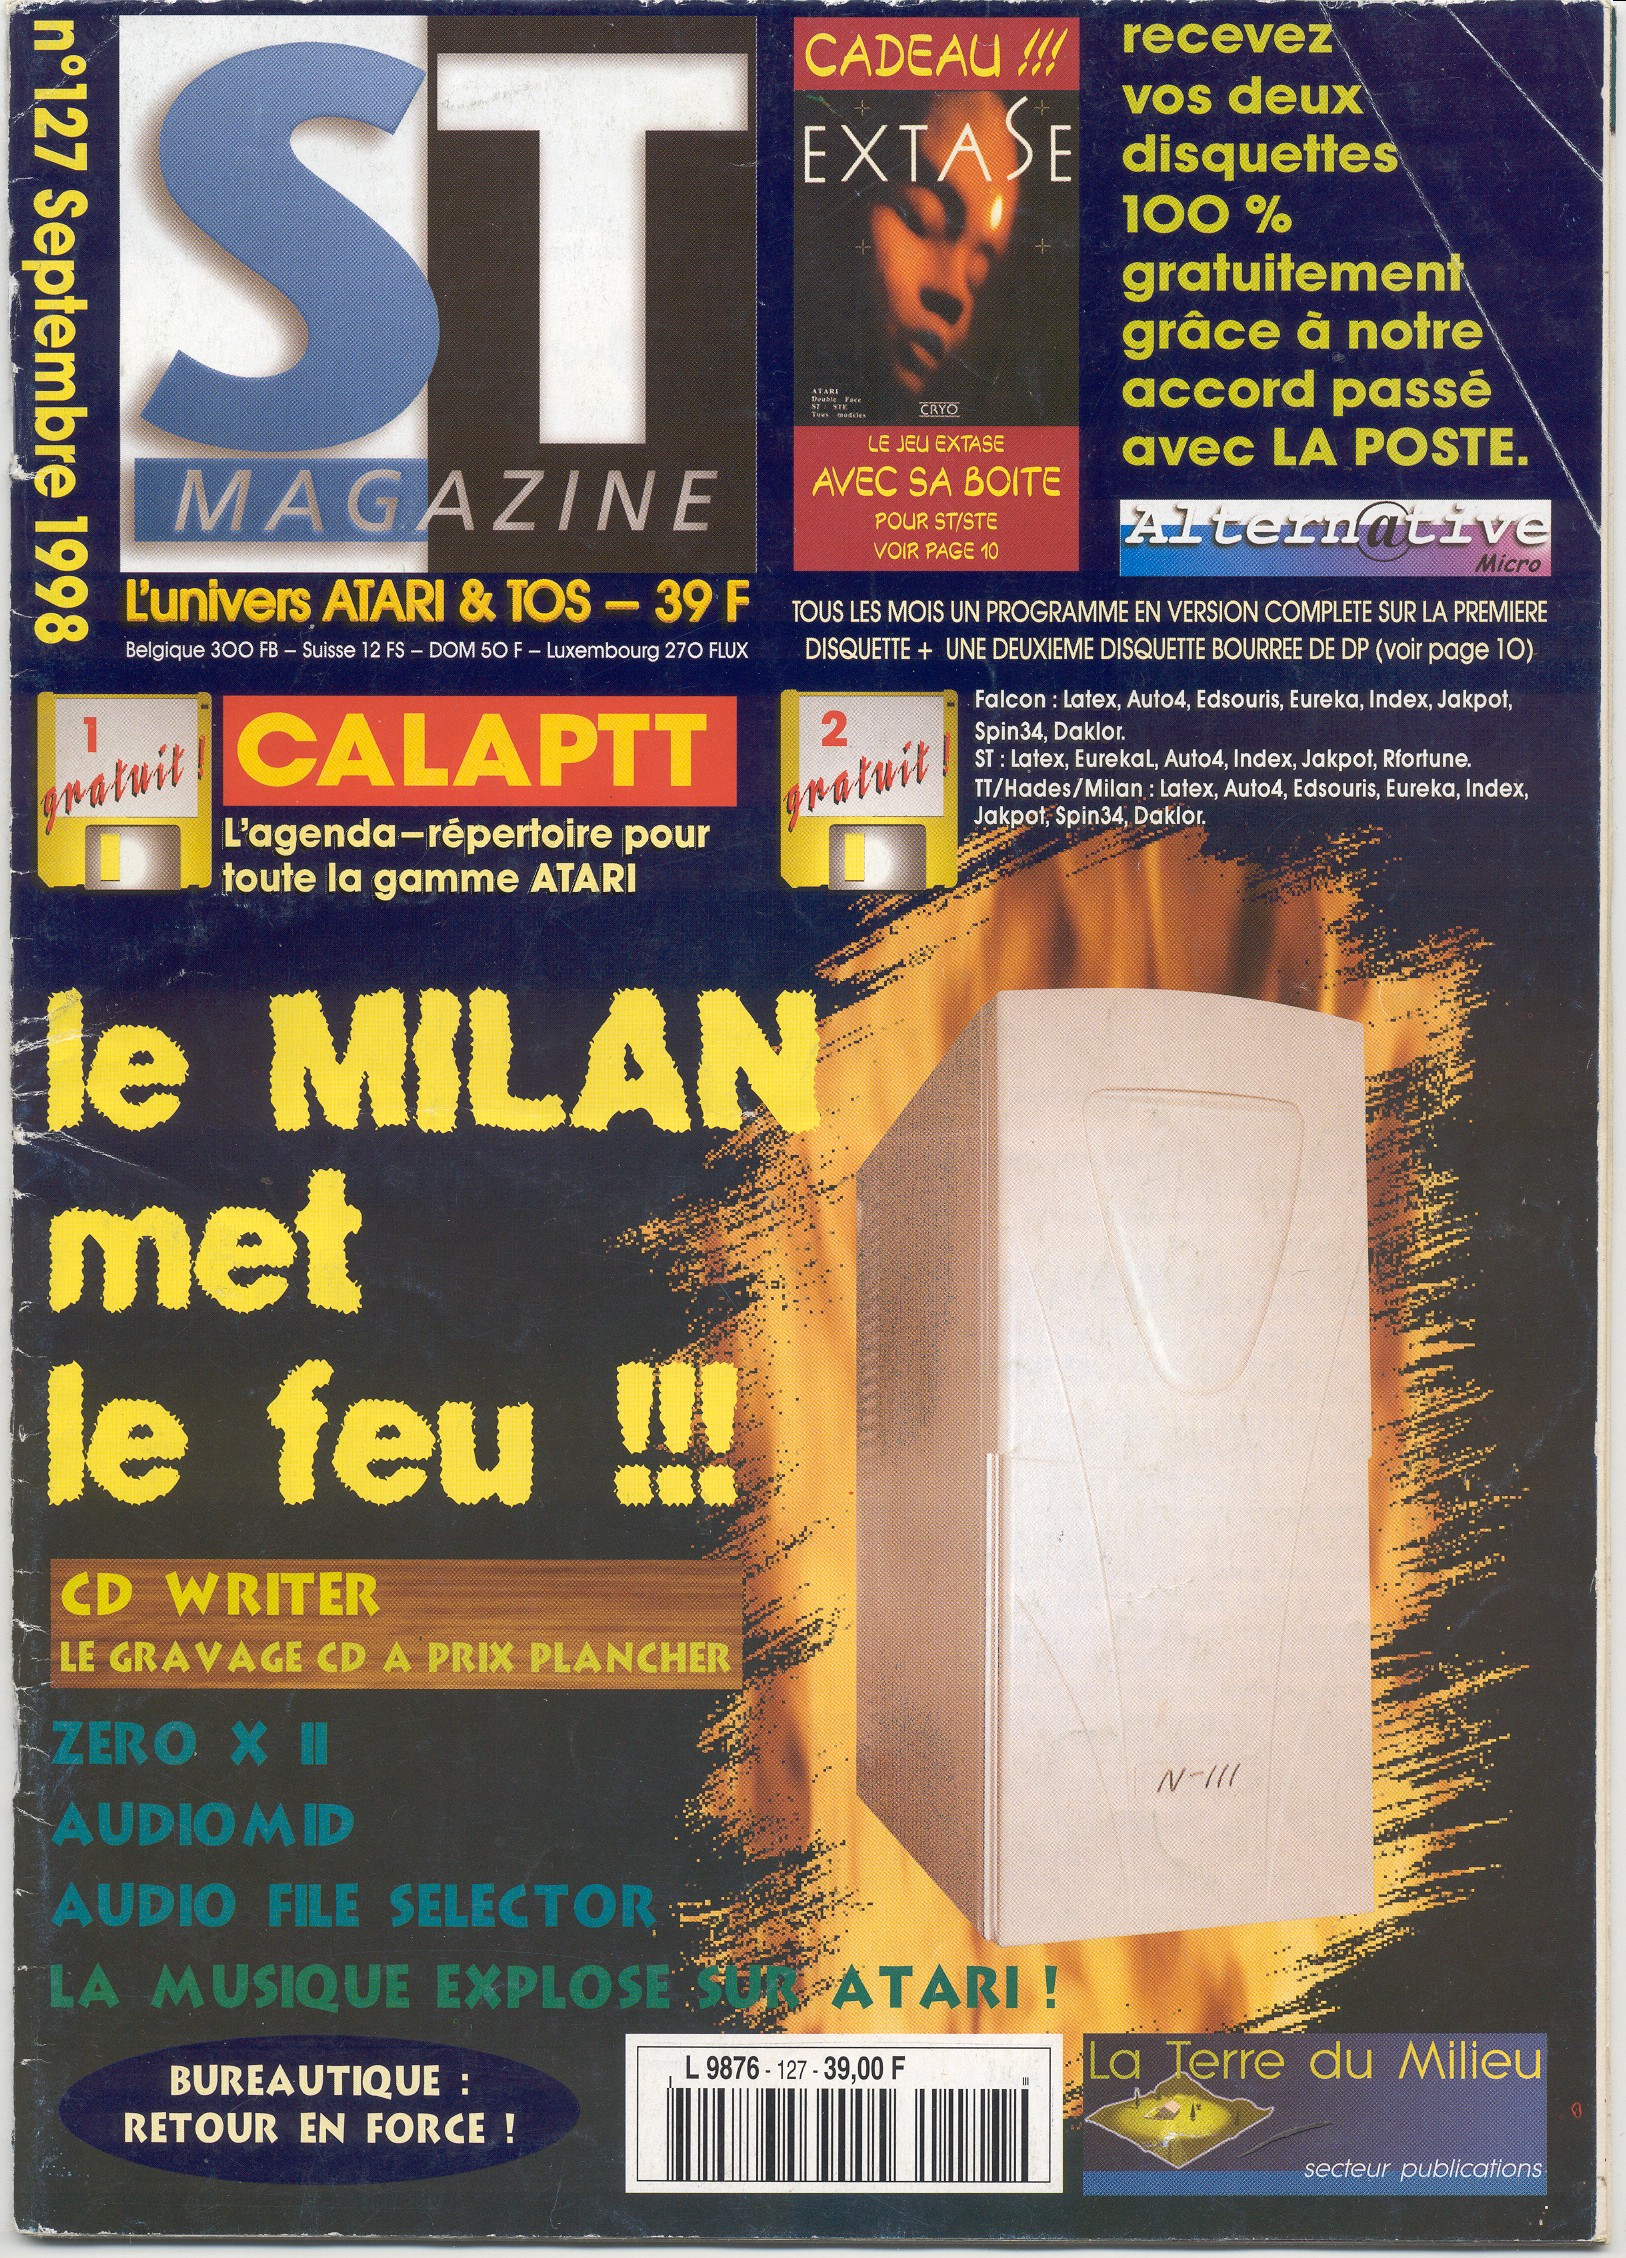 n°127 Septembre 1998
ST
MAGAZINE
L'univers ATARI & TOS – 39 F
Belgique 300 FB – Suisse 12 FS – DOM 50 F – Luxembourg 270 FLUX
CADEAU !!!
EXTASE
ATARI
Double Face
ST / STE
Tous modèles
CRYO
LE JEU EXTASE
AVEC SA BOITE
POUR ST/STE
VOIR PAGE 10
recevez
vos deux
disquettes
100 %
gratuitement
grâce à notre
accord passé
avec LA POSTE.
Altern@tive
Micro
TOUS LES MOIS UN PROGRAMME EN VERSION COMPLETE SUR LA PREMIERE
DISQUETTE + UNE DEUXIEME DISQUETTE BOURREE DE DP (voir page 10)
1
gratuit !
CALAPTT
L'agenda–répertoire pour
toute la gamme ATARI
2
gratuit !
Falcon : Latex, Auto4, Edsouris, Eureka, Index, Jakpot,
Spin34, Daklor.
ST : Latex, EurekaL, Auto4, Index, Jakpot, Rfortune.
TT/Hades/Milan : Latex, Auto4, Edsouris, Eureka, Index,
Jakpot, Spin34, Daklor.
le MILAN
met
le feu !!!
CD WRITER
LE GRAVAGE CD A PRIX PLANCHER
ZERO X II
AUDIOMID
AUDIO FILE SELECTOR
LA MUSIQUE EXPLOSE SUR ATARI !
N-III
BUREAUTIQUE :
RETOUR EN FORCE !
L 9876 - 127 - 39,00 F
La Terre du Milieu
secteur publications